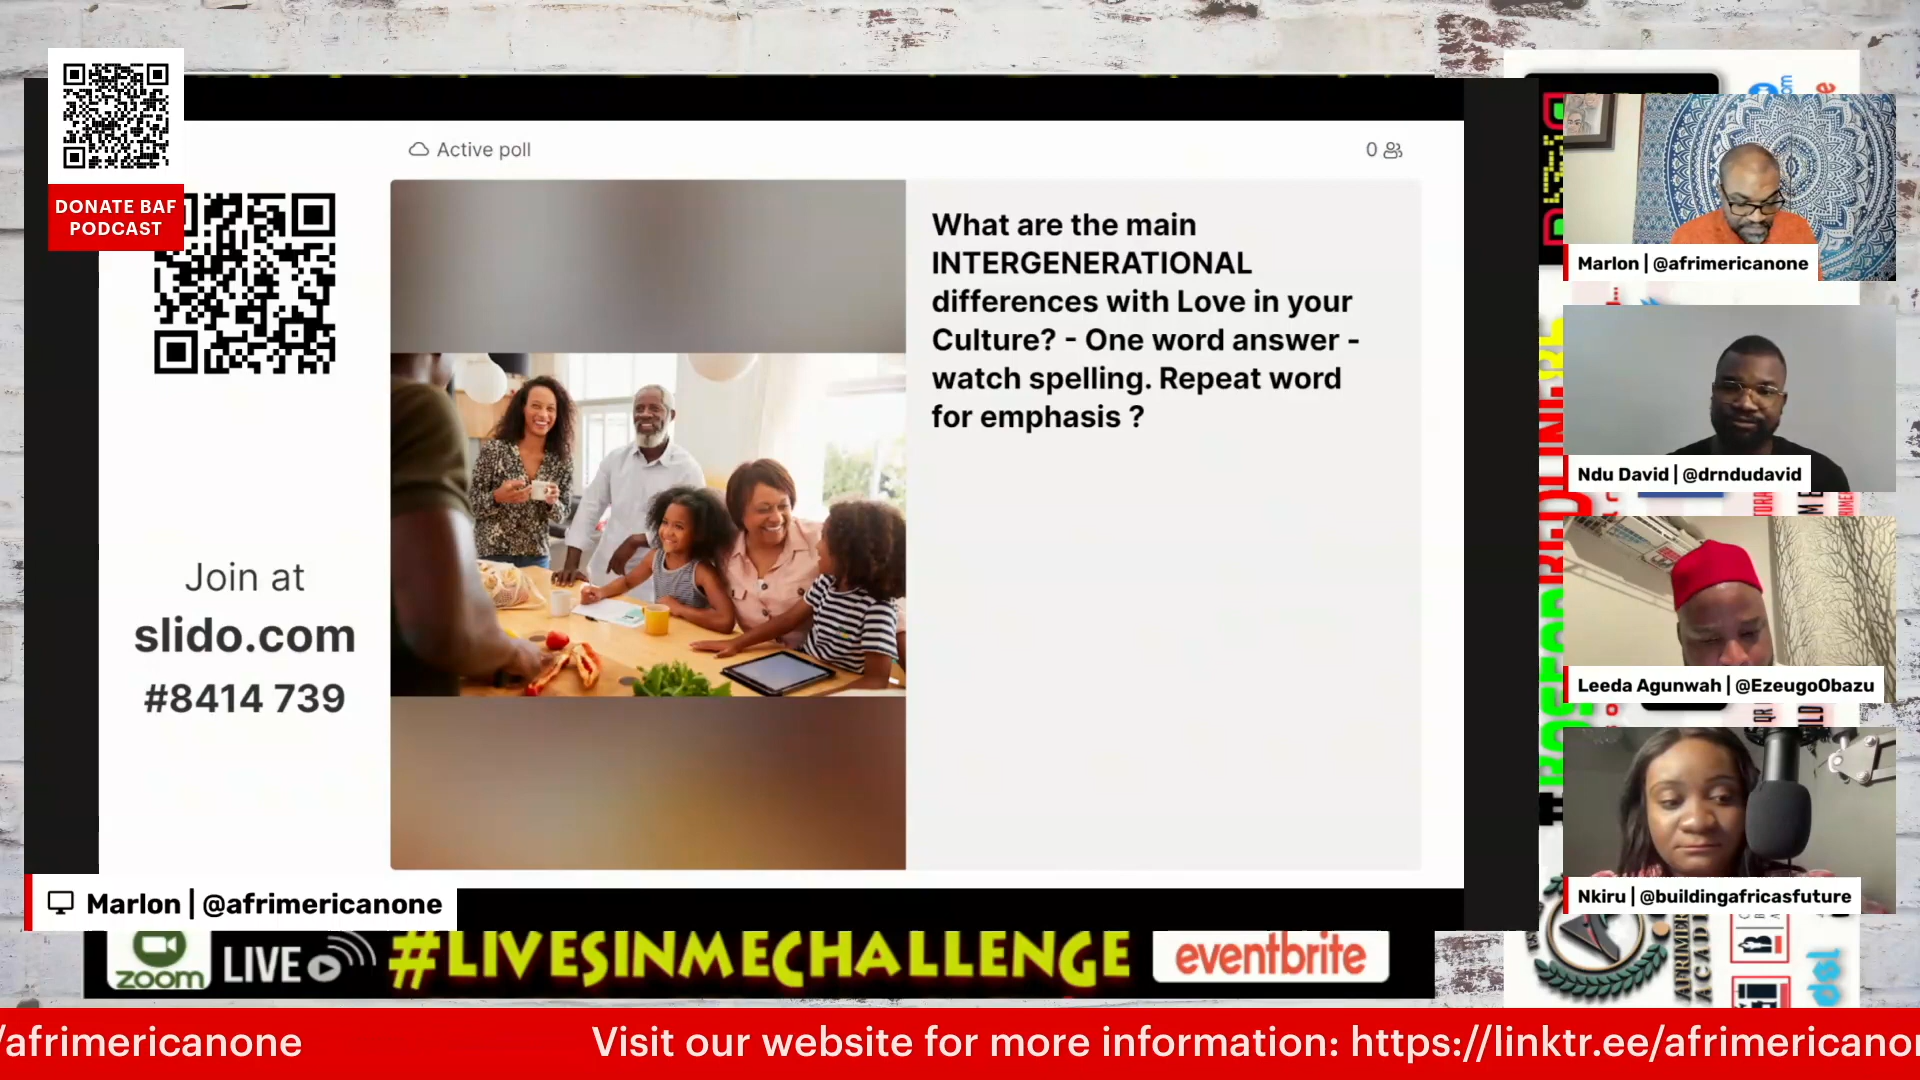 DONATE BAF
PODCAST
Active poll
0
What are the main
INTERGENERATIONAL
differences with Love in your
Culture? - One word answer -
watch spelling. Repeat word
for emphasis ?
Join at
slido.com
#8414 739
Marlon | @afrimericanone
Ndu David | @drndudavid
Leeda Agunwah | @EzeugoObazu
Nkiru | @buildingafricasfuture
Marlon | @afrimericanone
zoom
LIVE
#LIVESINMECHALLENGE
eventbrite
/afrimericanone
Visit our website for more information: https://linktr.ee/afrimericano